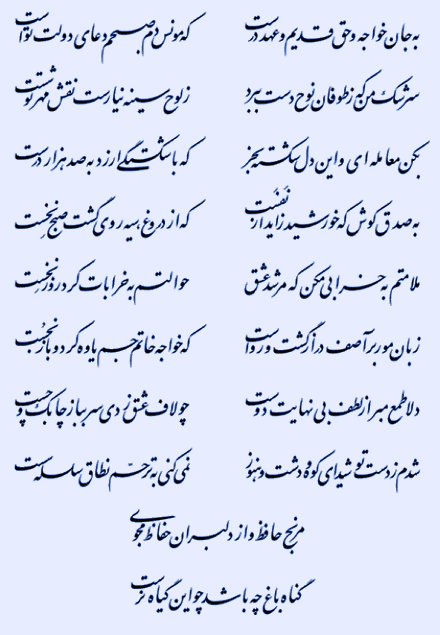 به جان خواجه و حق قدیم و عهد درست که مونس دم صبحم دعای دولت توست
سرشک من که ز طوفان نوح دست ببرد ز لوح سینه نیارست نقش مهر تو شست
بکن معامله ای و این دل شکسته بخر که با شکستگی ارزد به صد هزار درست
به صدق کوش که خورشید زاید از نفست که از دروغ سیه روی گشت صبح نخست
ملامتم به خرابی مکن که مرشد عشق حوالتم به خرابات کرد روز نخست
زبان مور بر آصف دراز گشت و رواست که خواجه خاتم جم یاوه کرد و باز نجست
دلا طمع مبر از لطف بی نهایت دوست چو لاف عشق زدی سر بباز چابک و چست
شدم ز دست تو شیدای کوه و دشت و هنوز نمی کنی به ترحم نطاق سلسله سست
مرنج حافظ و از دلبران حفاظ مجوی
گناه باغ چه باشد چو این گیاه نرست